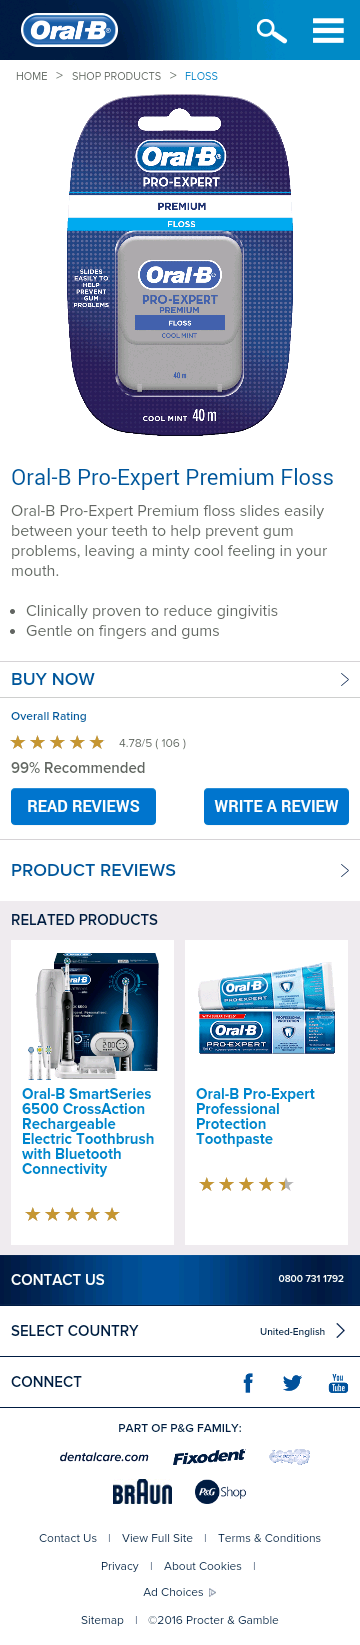 Oral-B
HOME > SHOP PRODUCTS > FLOSS
Oral-B
PRO-EXPERT
PREMIUM
FLOSS
SLIDES
EASILY TO
HELP
PREVENT
GUM
PROBLEMS
Oral-B
PRO-EXPERT
PREMIUM
FLOSS
COOL MINT
40 m
COOL MINT 40 m
Oral-B Pro-Expert Premium Floss
Oral-B Pro-Expert Premium floss slides easily
between your teeth to help prevent gum
problems, leaving a minty cool feeling in your
mouth.
• Clinically proven to reduce gingivitis
• Gentle on fingers and gums
BUY NOW
Overall Rating
4.78/5 ( 106 )
99% Recommended
READ REVIEWS
WRITE A REVIEW
PRODUCT REVIEWS
RELATED PRODUCTS
Oral-B
Oral-B SmartSeries
6500 CrossAction
Rechargeable
Electric Toothbrush
with Bluetooth
Connectivity
Oral-B
PRO-EXPERT
Oral-B
PRO-EXPERT
Oral-B Pro-Expert
Professional
Protection
Toothpaste
CONTACT US 0800 731 1792
SELECT COUNTRY United-English
CONNECT
You
Tube
PART OF P&G FAMILY:
dentalcare.com Fixodent
BRAUN P&G Shop
Contact Us | View Full Site | Terms & Conditions
Privacy | About Cookies |
Ad Choices
Sitemap | ©2016 Procter & Gamble